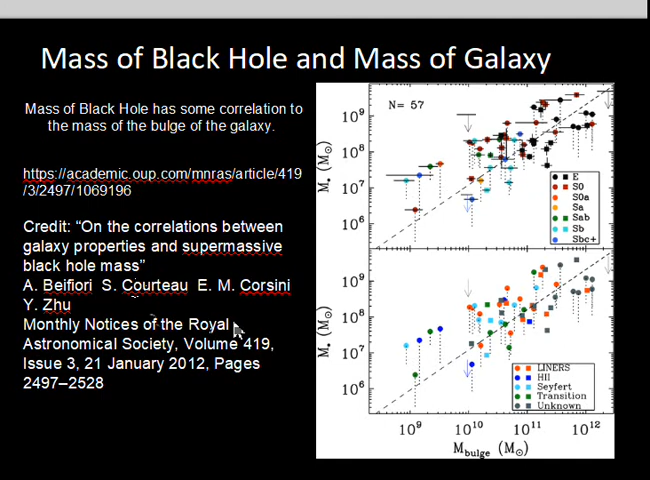 Mass of Black Hole and Mass of Galaxy
Mass of Black Hole has some correlation to
the mass of the bulge of the galaxy.
https://academic.oup.com/mnras/article/419
/3/2497/1069196
Credit: “On the correlations between
galaxy properties and supermassive
black hole mass”
A. Beifiori S. Courteau E. M. Corsini
Y. Zhu
Monthly Notices of the Royal
Astronomical Society, Volume 419,
Issue 3, 21 January 2012, Pages
2497–2528
N= 57
10⁹
10⁸
10⁷
10⁶
M• (M⊙)
E
S0
S0a
Sa
Sab
Sb
Sbc+
10⁹
10⁸
10⁷
10⁶
M• (M⊙)
LINERS
HII
Seyfert
Transition
Unknown
10⁹ 10¹⁰ 10¹¹ 10¹²
Mbulge (M⊙)